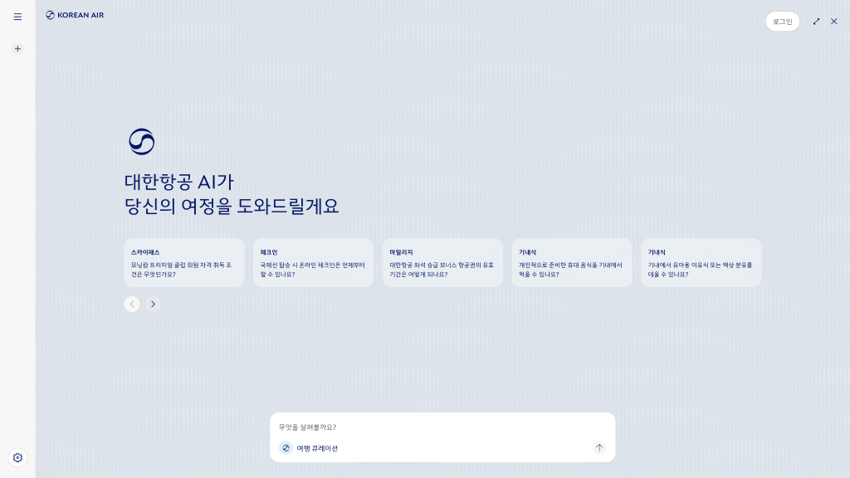 KOREAN AIR
로그인
대한항공 AI가
당신의 여정을 도와드릴게요
스카이패스
모닝캄 프리미엄 클럽 회원 자격 취득 조
건은 무엇인가요?
체크인
국제선 탑승 시 온라인 체크인은 언제부터
할 수 있나요?
마일리지
대한항공 좌석 승급 보너스 항공권의 유효
기간은 어떻게 되나요?
기내식
개인적으로 준비한 휴대 음식을 기내에서
먹을 수 있나요?
기내식
기내에서 유아용 이유식 또는 액상 분유를
데울 수 있나요?
무엇을 살펴볼까요?
여행 큐레이션